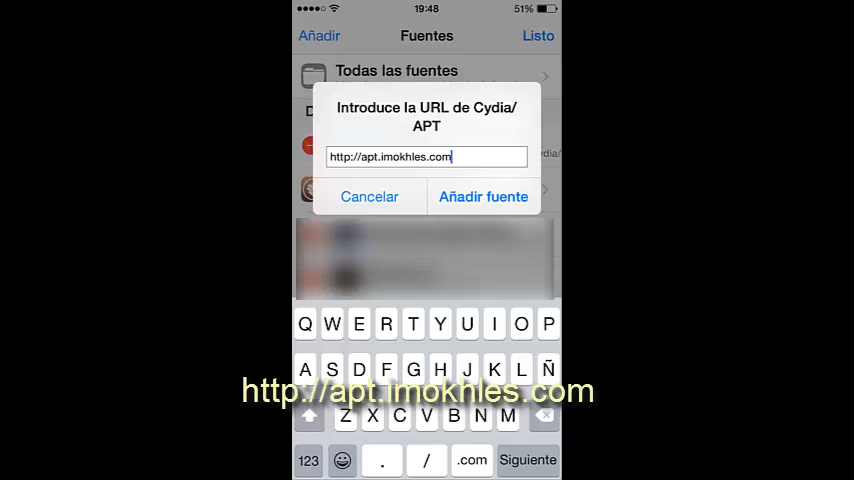 19:48
51%
Añadir
Fuentes
Listo
Todas las fuentes
Introduce la URL de Cydia/
APT
http://apt.imokhles.com
ydia/
Cancelar
Añadir fuente
Q W E R T Y U I O P
A S D F G H J K L Ñ
http://apt.imokhles.com
Z X C V B N M
123 . / .com Siguiente